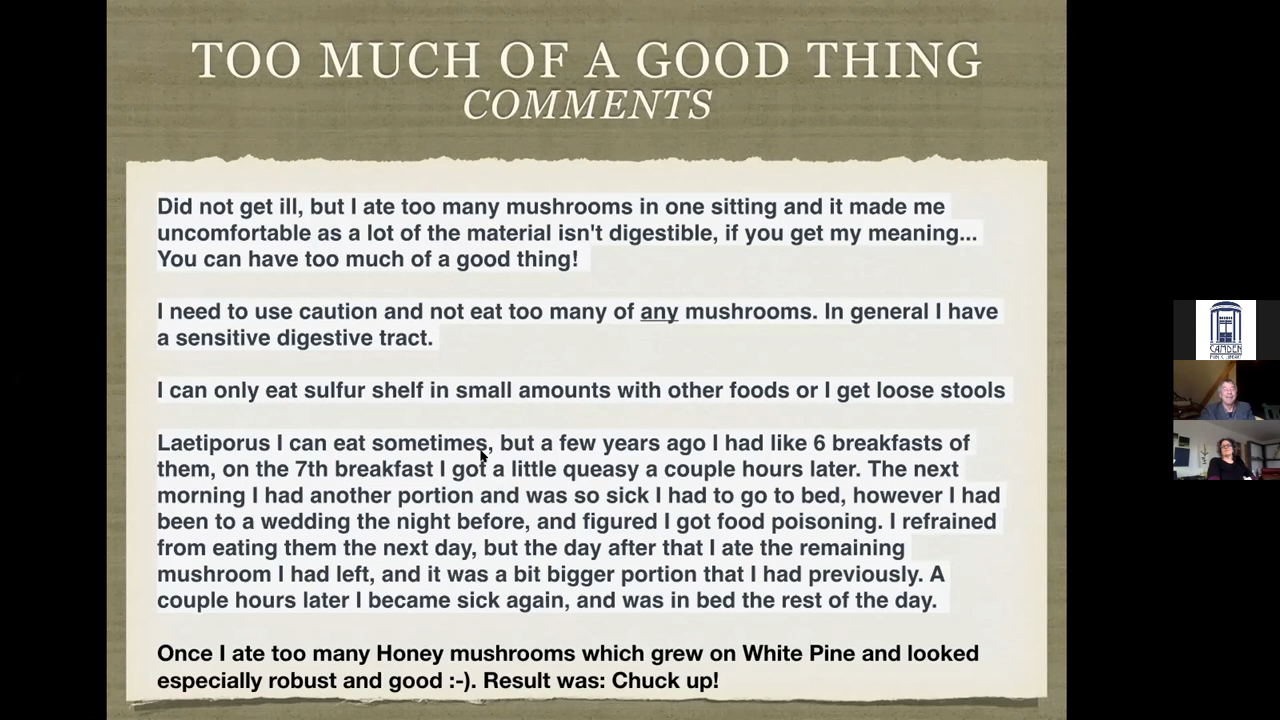 TOO MUCH OF A GOOD THING
COMMENTS
Did not get ill, but I ate too many mushrooms in one sitting and it made me
uncomfortable as a lot of the material isn't digestible, if you get my meaning...
You can have too much of a good thing!
I need to use caution and not eat too many of any mushrooms. In general I have
a sensitive digestive tract.
I can only eat sulfur shelf in small amounts with other foods or I get loose stools
Laetiporus I can eat sometimes, but a few years ago I had like 6 breakfasts of
them, on the 7th breakfast I got a little queasy a couple hours later. The next
morning I had another portion and was so sick I had to go to bed, however I had
been to a wedding the night before, and figured I got food poisoning. I refrained
from eating them the next day, but the day after that I ate the remaining
mushroom I had left, and it was a bit bigger portion that I had previously. A
couple hours later I became sick again, and was in bed the rest of the day.
Once I ate too many Honey mushrooms which grew on White Pine and looked
especially robust and good :-). Result was: Chuck up!
CAMDEN
PUBLIC LIBRARY